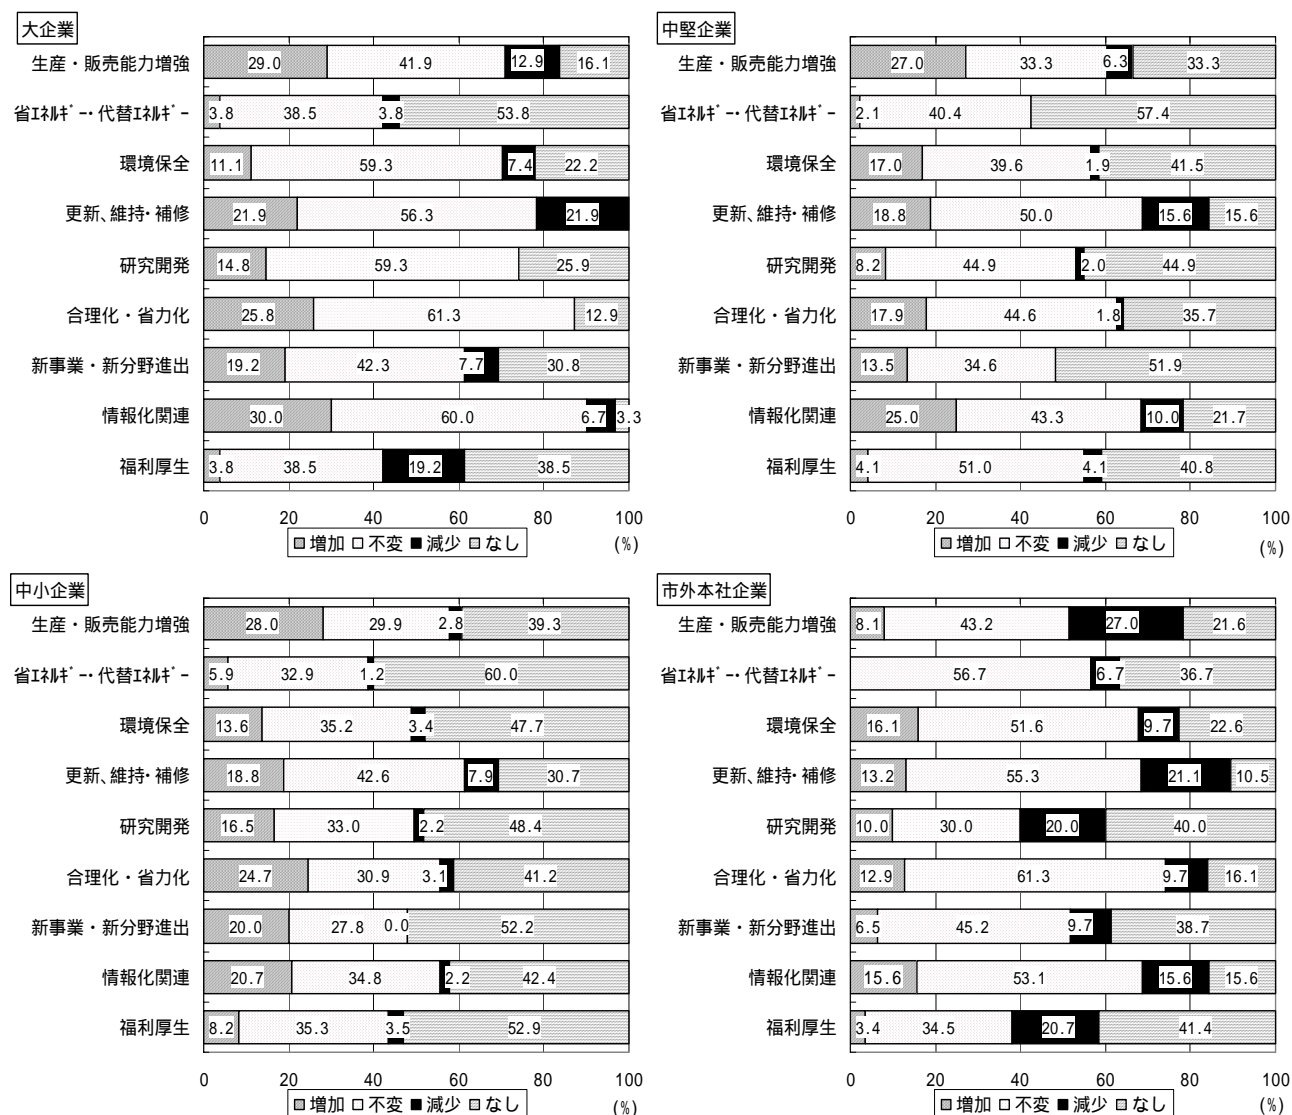 大企業
生産・販売能力増強 29.0 41.9 12.9 16.1
省ｴﾈﾙｷﾞｰ・代替ｴﾈﾙｷﾞｰ 3.8 38.5 3.8 53.8
環境保全 11.1 59.3 7.4 22.2
更新、維持・補修 21.9 56.3 21.9
研究開発 14.8 59.3 25.9
合理化・省力化 25.8 61.3 12.9
新事業・新分野進出 19.2 42.3 7.7 30.8
情報化関連 30.0 60.0 6.7 3.3
福利厚生 3.8 38.5 19.2 38.5
0 20 40 60 80 100
増加 不変 減少 なし (%)
中堅企業
生産・販売能力増強 27.0 33.3 6.3 33.3
省ｴﾈﾙｷﾞｰ・代替ｴﾈﾙｷﾞｰ 2.1 40.4 57.4
環境保全 17.0 39.6 1.9 41.5
更新、維持・補修 18.8 50.0 15.6 15.6
研究開発 8.2 44.9 2.0 44.9
合理化・省力化 17.9 44.6 1.8 35.7
新事業・新分野進出 13.5 34.6 51.9
情報化関連 25.0 43.3 10.0 21.7
福利厚生 4.1 51.0 4.1 40.8
0 20 40 60 80 100
増加 不変 減少 なし (%)
中小企業
生産・販売能力増強 28.0 29.9 2.8 39.3
省ｴﾈﾙｷﾞｰ・代替ｴﾈﾙｷﾞｰ 5.9 32.9 1.2 60.0
環境保全 13.6 35.2 3.4 47.7
更新、維持・補修 18.8 42.6 7.9 30.7
研究開発 16.5 33.0 2.2 48.4
合理化・省力化 24.7 30.9 3.1 41.2
新事業・新分野進出 20.0 27.8 0.0 52.2
情報化関連 20.7 34.8 2.2 42.4
福利厚生 8.2 35.3 3.5 52.9
0 20 40 60 80 100
増加 不変 減少 なし (%)
市外本社企業
生産・販売能力増強 8.1 43.2 27.0 21.6
省ｴﾈﾙｷﾞｰ・代替ｴﾈﾙｷﾞｰ 56.7 6.7 36.7
環境保全 16.1 51.6 9.7 22.6
更新、維持・補修 13.2 55.3 21.1 10.5
研究開発 10.0 30.0 20.0 40.0
合理化・省力化 12.9 61.3 9.7 16.1
新事業・新分野進出 6.5 45.2 9.7 38.7
情報化関連 15.6 53.1 15.6 15.6
福利厚生 3.4 34.5 20.7 41.4
0 20 40 60 80 100
増加 不変 減少 なし (%)